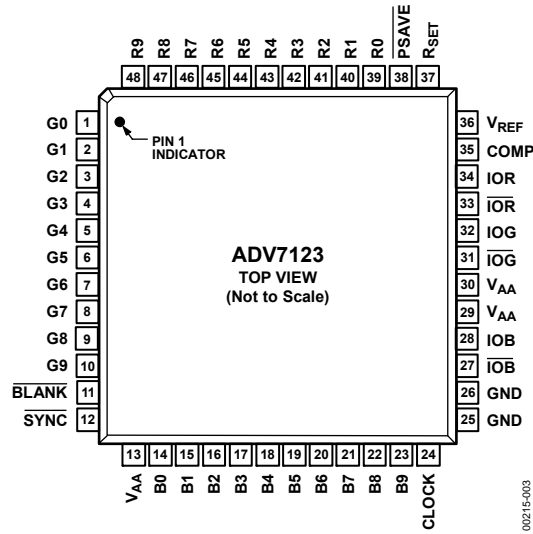 R9 R8 R7 R6 R5 R4 R3 R2 R1 R0 PSAVE RSET
48 47 46 45 44 43 42 41 40 39 38 37
G0 1
G1 2
G2 3
G3 4
G4 5
G5 6
G6 7
G7 8
G8 9
G9 10
BLANK 11
SYNC 12
PIN 1
INDICATOR
ADV7123
TOP VIEW
(Not to Scale)
36 VREF
35 COMP
34 IOR
33 IOR
32 IOG
31 IOG
30 VAA
29 VAA
28 IOB
27 IOB
26 GND
25 GND
13 14 15 16 17 18 19 20 21 22 23 24
VAA B0 B1 B2 B3 B4 B5 B6 B7 B8 B9 CLOCK
00215-003